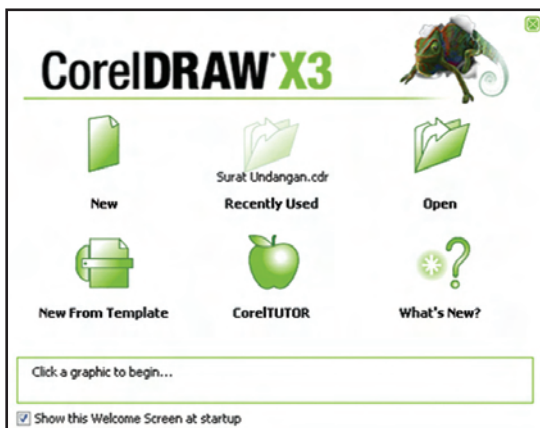 CorelDRAW X3
Surat Undangan.cdr
New
Recently Used
Open
New From Template
CorelTUTOR
What's New?
Click a graphic to begin...
Show this Welcome Screen at startup